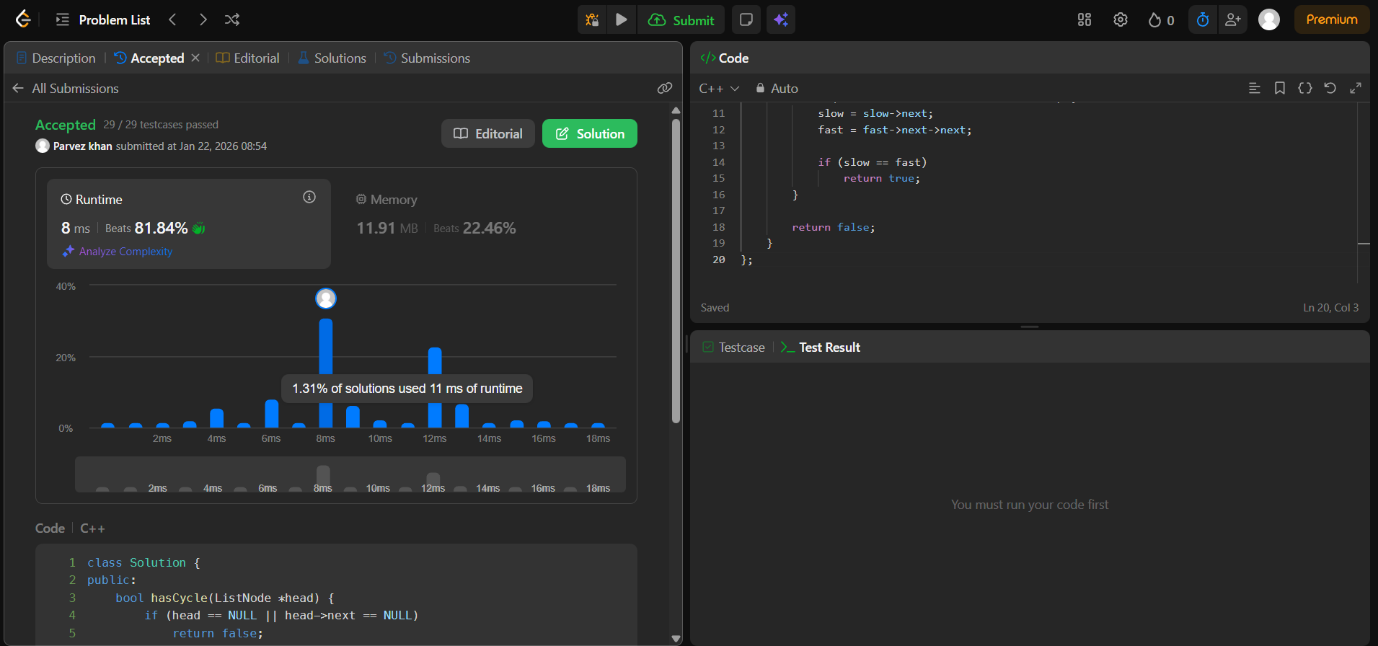 Problem List
Submit
0
Premium
Description
Accepted
Editorial
Solutions
Submissions
All Submissions
Accepted 29 / 29 testcases passed
Parvez khan submitted at Jan 22, 2026 08:54
Editorial
Solution
Runtime
8 ms Beats 81.84%
Analyze Complexity
Memory
11.91 MB Beats 22.46%
40%
20%
0%
1.31% of solutions used 11 ms of runtime
2ms 4ms 6ms 8ms 10ms 12ms 14ms 16ms 18ms
2ms 4ms 6ms 8ms 10ms 12ms 14ms 16ms 18ms
Code C++
1 class Solution {
2 public:
3 bool hasCycle(ListNode *head) {
4 if (head == NULL || head->next == NULL)
5 return false;
</> Code
C++ Auto
11 slow = slow->next;
12 fast = fast->next->next;
13
14 if (slow == fast)
15 return true;
16 }
17
18 return false;
19 }
20 };
Saved
Ln 20, Col 3
Testcase
>_ Test Result
You must run your code first